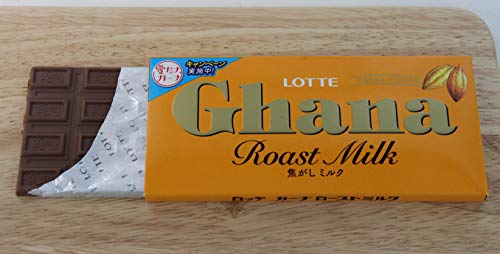 キャンペーン
実施中!
LOTTE
Ghana
Roast Milk
焦がしミルク
ロッテ ガーナ ローストミルク
LOTTE